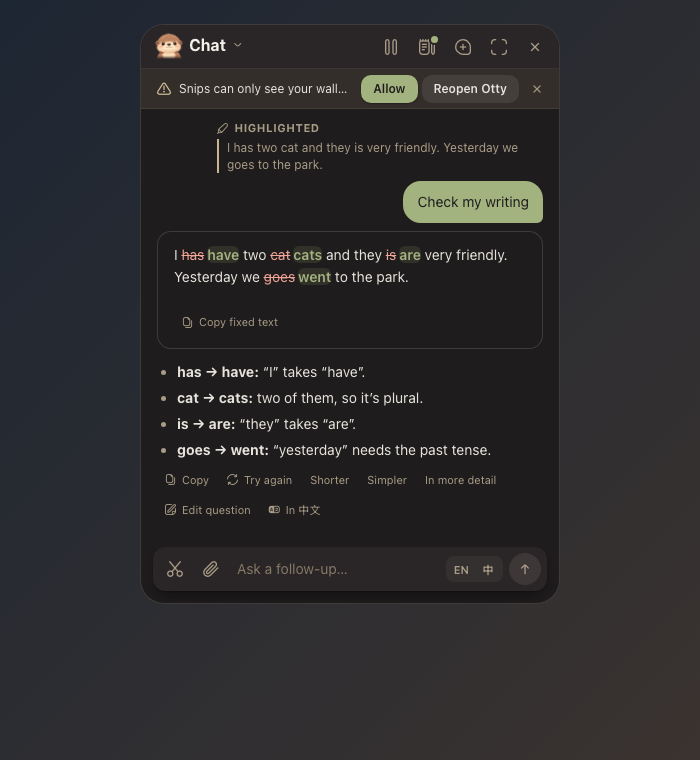 Chat
Snips can only see your wall...
Allow
Reopen Otty
HIGHLIGHTED
I has two cat and they is very friendly. Yesterday we
goes to the park.
Check my writing
I has have two cat cats and they is are very friendly.
Yesterday we goes went to the park.
Copy fixed text
has → have: “I” takes “have”.
cat → cats: two of them, so it’s plural.
is → are: “they” takes “are”.
goes → went: “yesterday” needs the past tense.
Copy Try again Shorter Simpler In more detail
Edit question In 中文
Ask a follow-up...
EN 中